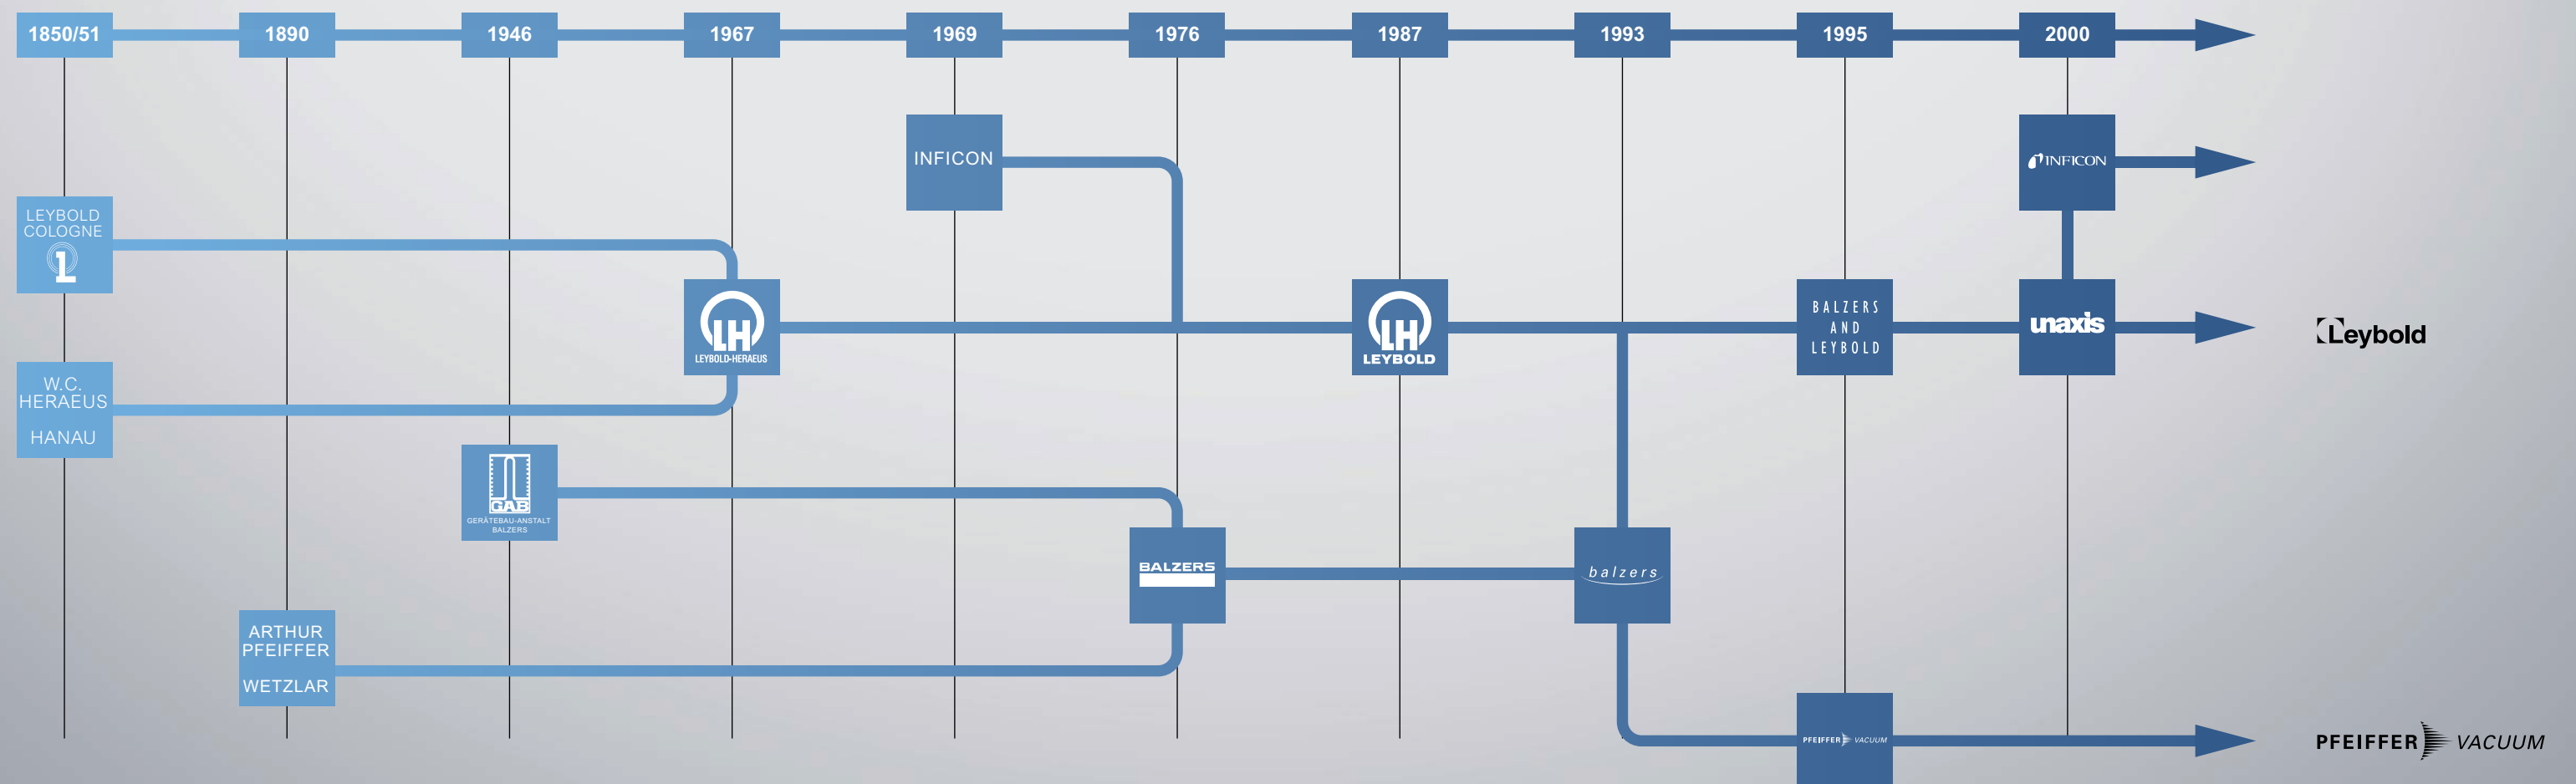 1850/51
1890
1946
1967
1969
1976
1987
1993
1995
2000
INFICON
INFICON
LEYBOLD
COLOGNE
L
LH
LEYBOLD-HERAEUS
LH
LEYBOLD
BALZERS
AND
LEYBOLD
unaxis
Leybold
W.C.
HERAEUS
HANAU
GAB
GERÄTEBAU-ANSTALT
BALZERS
BALZERS
balzers
ARTHUR
PFEIFFER
WETZLAR
PFEIFFER VACUUM
PFEIFFER VACUUM